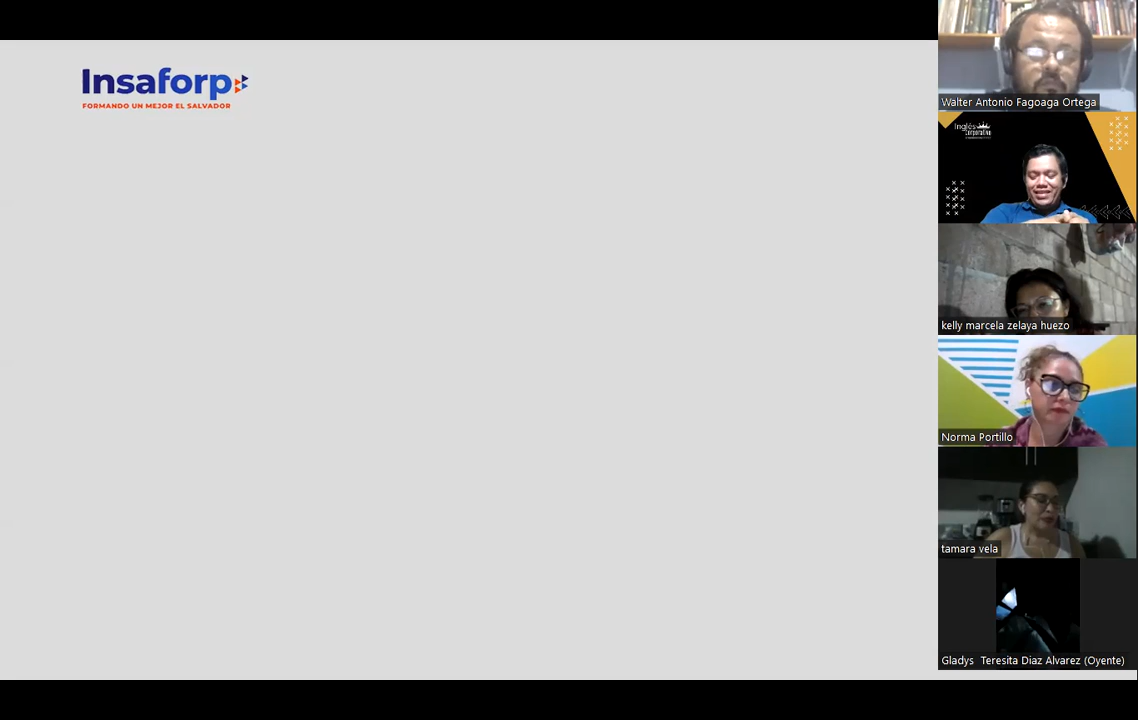 Insaforp
FORMANDO UN MEJOR EL SALVADOR
Walter Antonio Fagoaga Ortega
Inglés
Corporativo
kelly marcela zelaya huezo
Norma Portillo
tamara vela
Gladys Teresita Diaz Alvarez (Oyente)